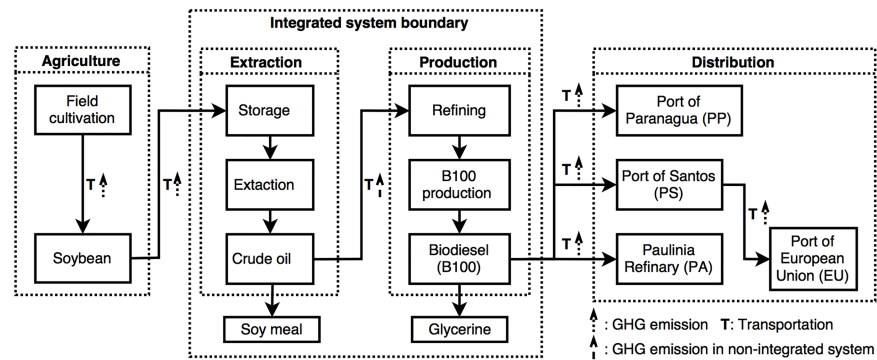 Integrated system boundary
Agriculture
Field
cultivation
T
Soybean
T
Extraction
Storage
Extaction
Crude oil
Soy meal
T
Production
Refining
B100
production
Biodiesel
(B100)
Glycerine
Distribution
T
Port of
Paranagua (PP)
T
Port of Santos
(PS)
T
T
Paulinia
Refinary (PA)
Port of
European
Union (EU)
: GHG emission T: Transportation
: GHG emission in non-integrated system